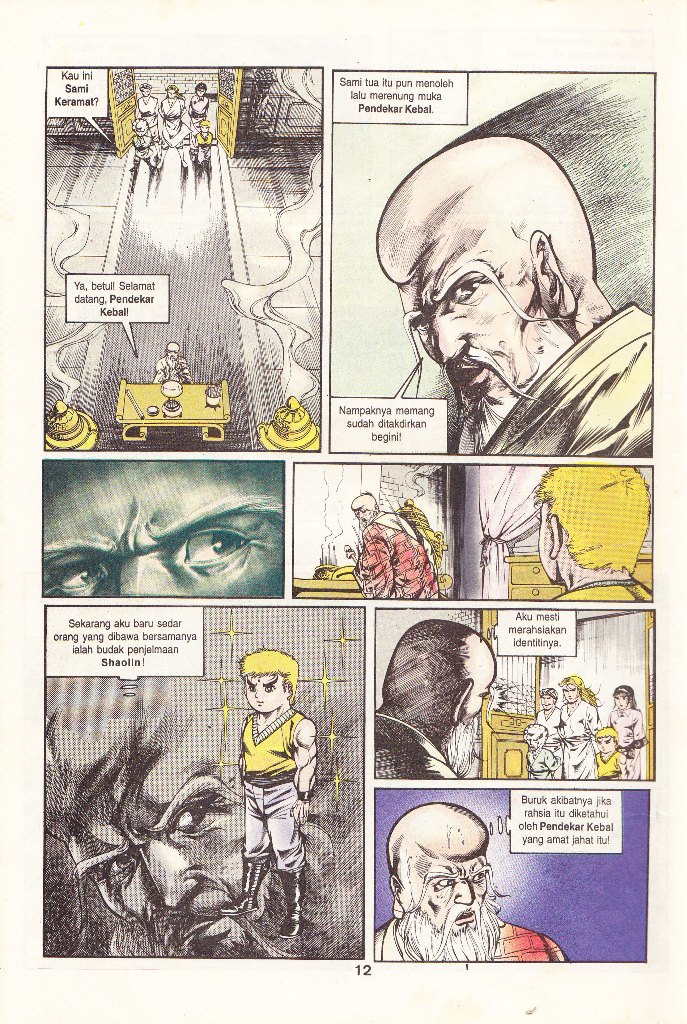 Kau ini
Sami
Keramat?
Ya, betul! Selamat
datang, Pendekar
Kebal!
Sami tua itu pun menoleh
lalu merenung muka
Pendekar Kebal.
Nampaknya memang
sudah ditakdirkan
begini!
Sekarang aku baru sedar
orang yang dibawa bersamanya
ialah budak penjelmaan
Shaolin!
Aku mesti
merahsiakan
identitinya.
Buruk akibatnya jika
rahsia itu diketahui
oleh Pendekar Kebal
yang amat jahat itu!
12